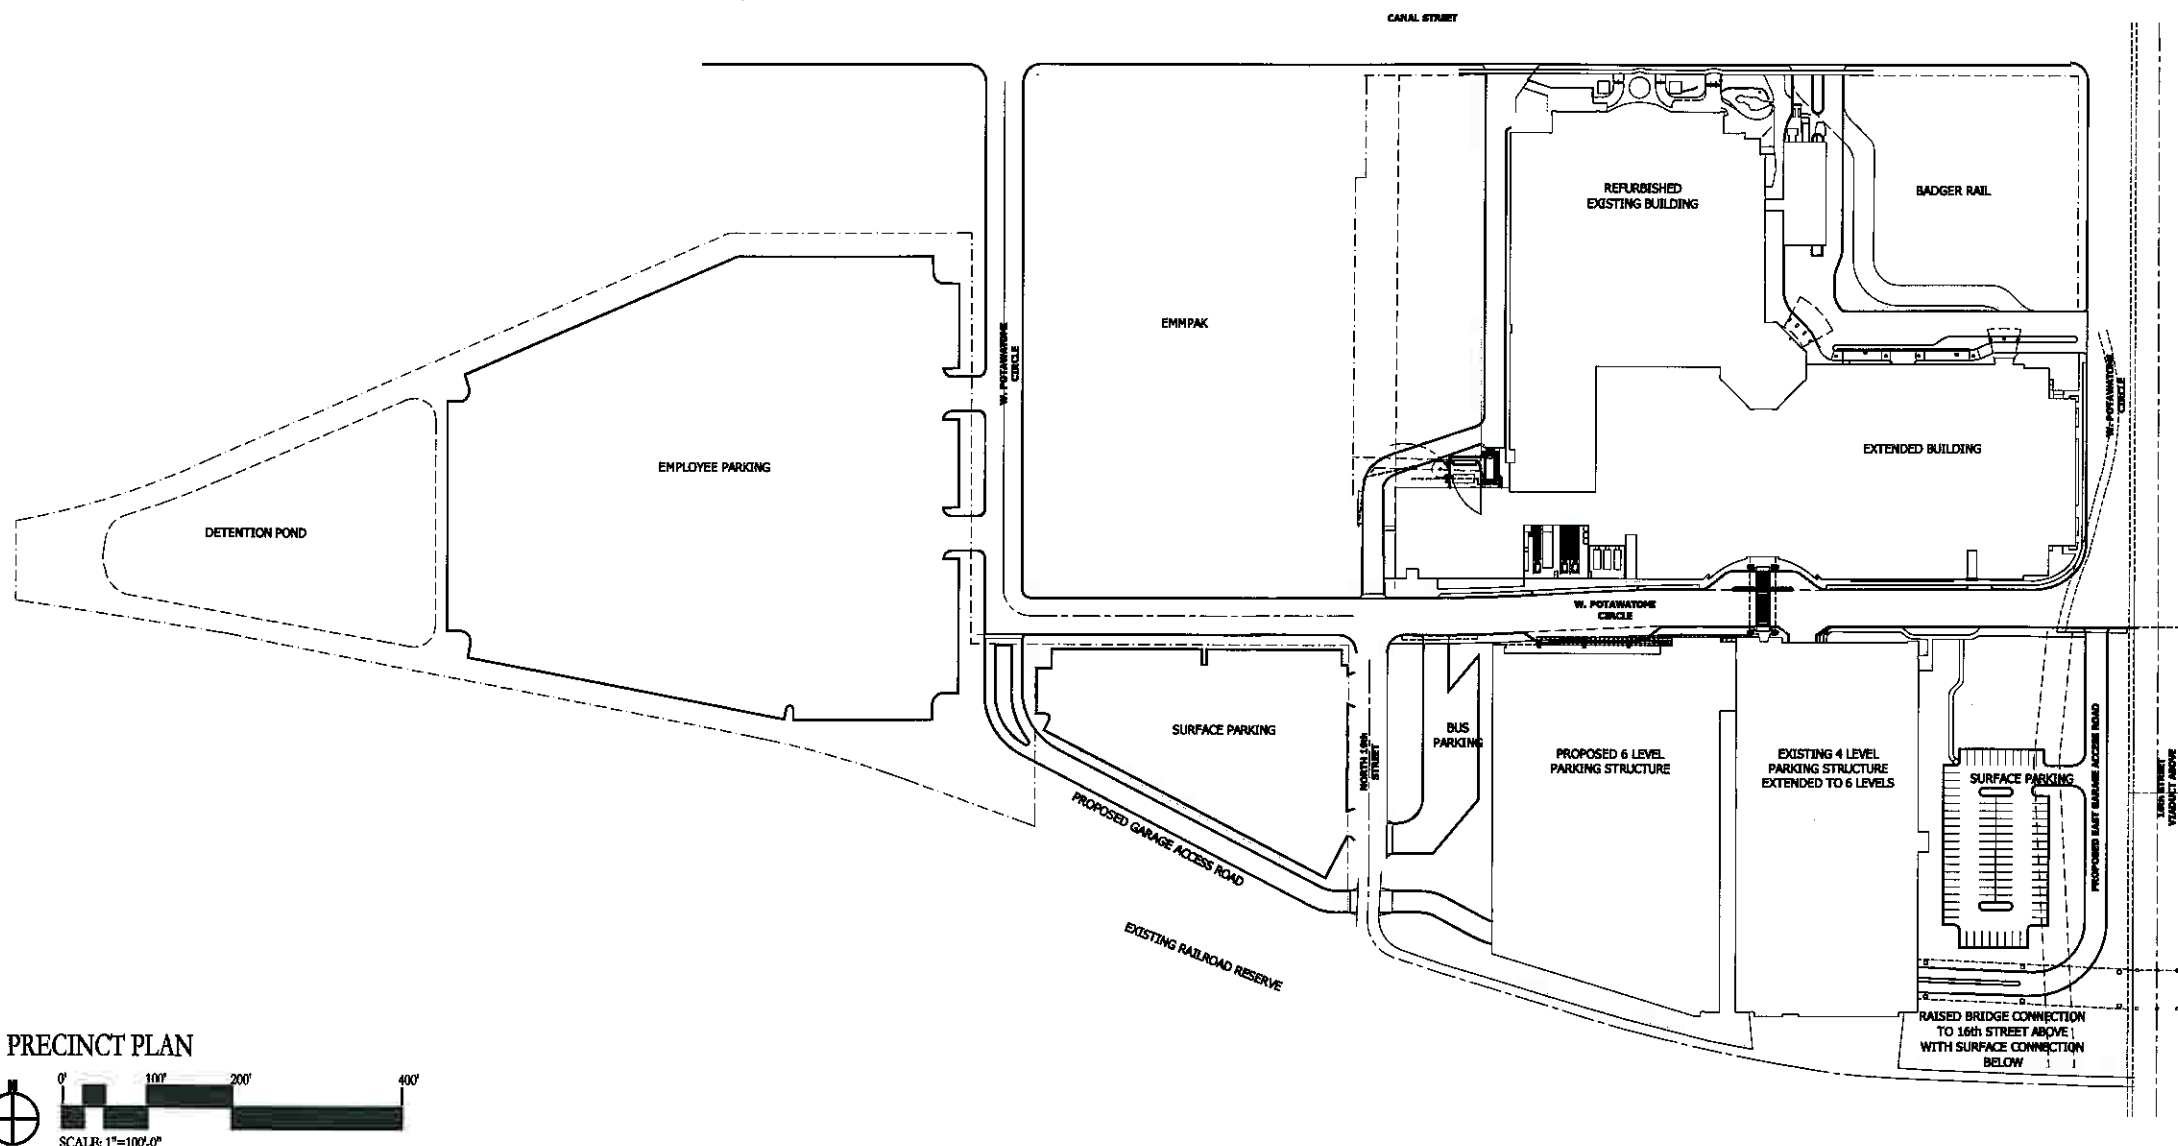 CANAL STREET
REFURBISHED
EXISTING BUILDING
BADGER RAIL
EMMPAK
W. POTAWATOME
CIRCLE
W. POTAWATOME
CIRCLE
EXTENDED BUILDING
EMPLOYEE PARKING
DETENTION POND
W. POTAWATOME
CIRCLE
SURFACE PARKING
NORTH 19th
STREET
BUS
PARKING
PROPOSED 6 LEVEL
PARKING STRUCTURE
EXISTING 4 LEVEL
PARKING STRUCTURE
EXTENDED TO 6 LEVELS
SURFACE PARKING
PROPOSED EAST GARAGE ACCESS ROAD
16th STREET
VIADUCT ABOVE
PROPOSED GARAGE ACCESS ROAD
EXISTING RAILROAD RESERVE
RAISED BRIDGE CONNECTION
TO 16th STREET ABOVE
WITH SURFACE CONNECTION
BELOW
PRECINCT PLAN
N
0' 100' 200' 400'
SCALE: 1"=100'-0"